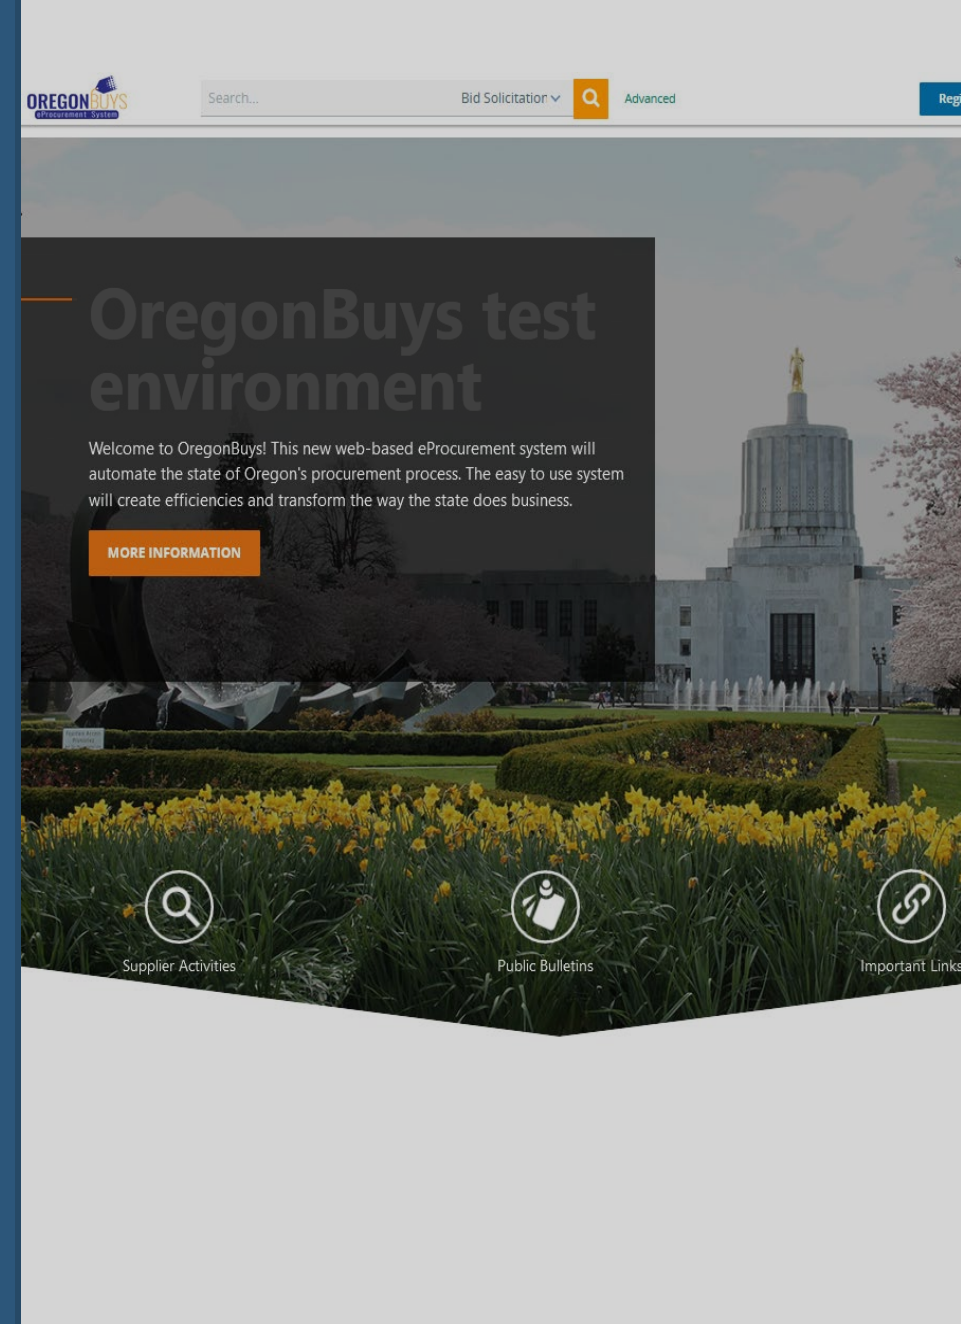 OREGONBUYS
eProcurement System
Search...
Bid Solicitation
Advanced
Regi
OregonBuys test
environment
Welcome to OregonBuys! This new web-based eProcurement system will
automate the state of Oregon's procurement process. The easy to use system
will create efficiencies and transform the way the state does business.
MORE INFORMATION
Supplier Activities
Public Bulletins
Important Links